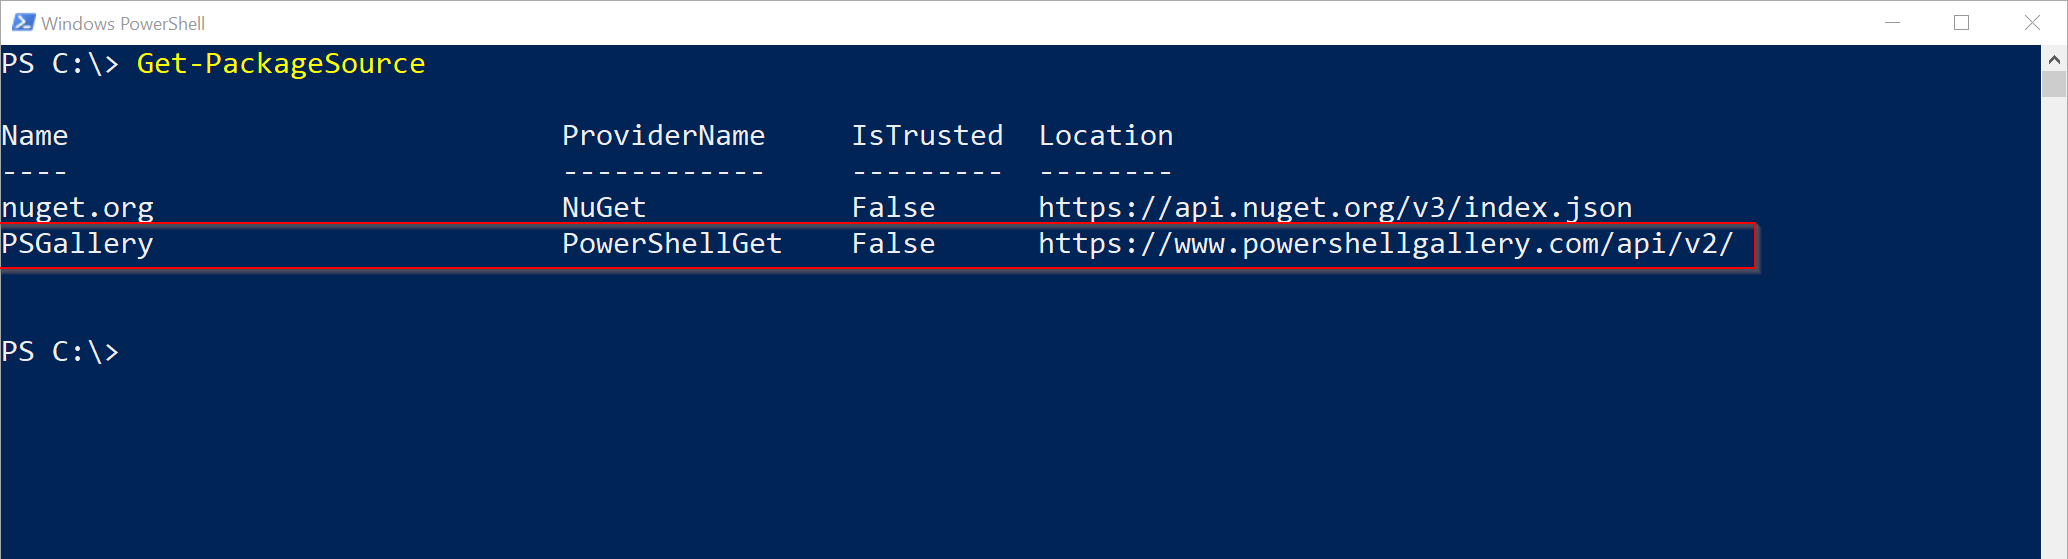 Windows PowerShell
PS C:\> Get-PackageSource
Name ProviderName IsTrusted Location
---- ------------ --------- --------
nuget.org NuGet False https://api.nuget.org/v3/index.json
PSGallery PowerShellGet False https://www.powershellgallery.com/api/v2/
PS C:\>